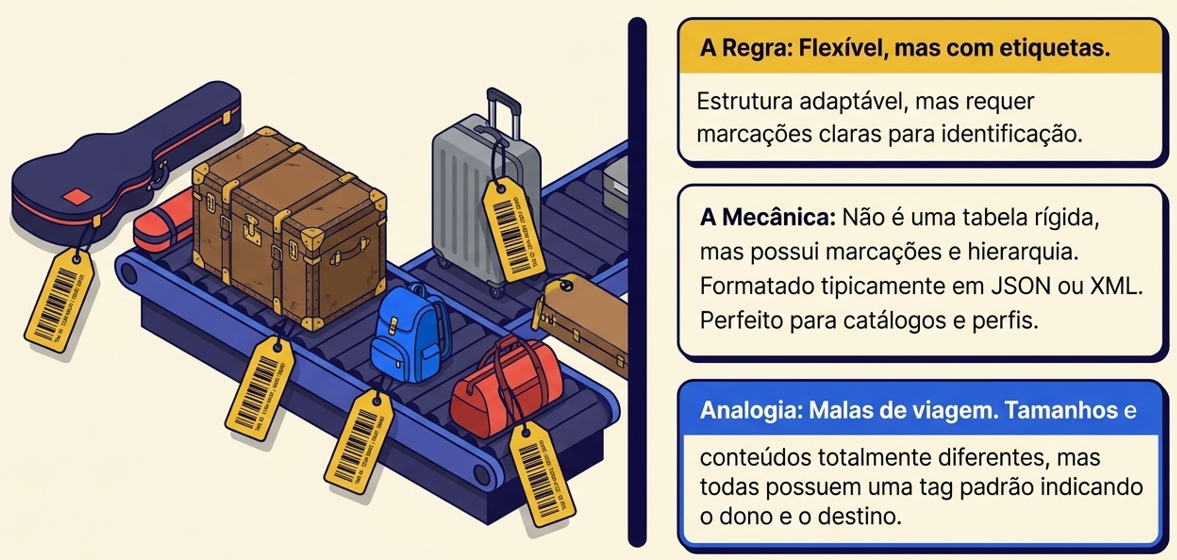 A Regra: Flexível, mas com etiquetas.
Estrutura adaptável, mas requer
marcações claras para identificação.
A Mecânica: Não é uma tabela rígida,
mas possui marcações e hierarquia.
Formatado tipicamente em JSON ou XML.
Perfeito para catálogos e perfis.
Analogia: Malas de viagem. Tamanhos e
conteúdos totalmente diferentes, mas
todas possuem uma tag padrão indicando
o dono e o destino.